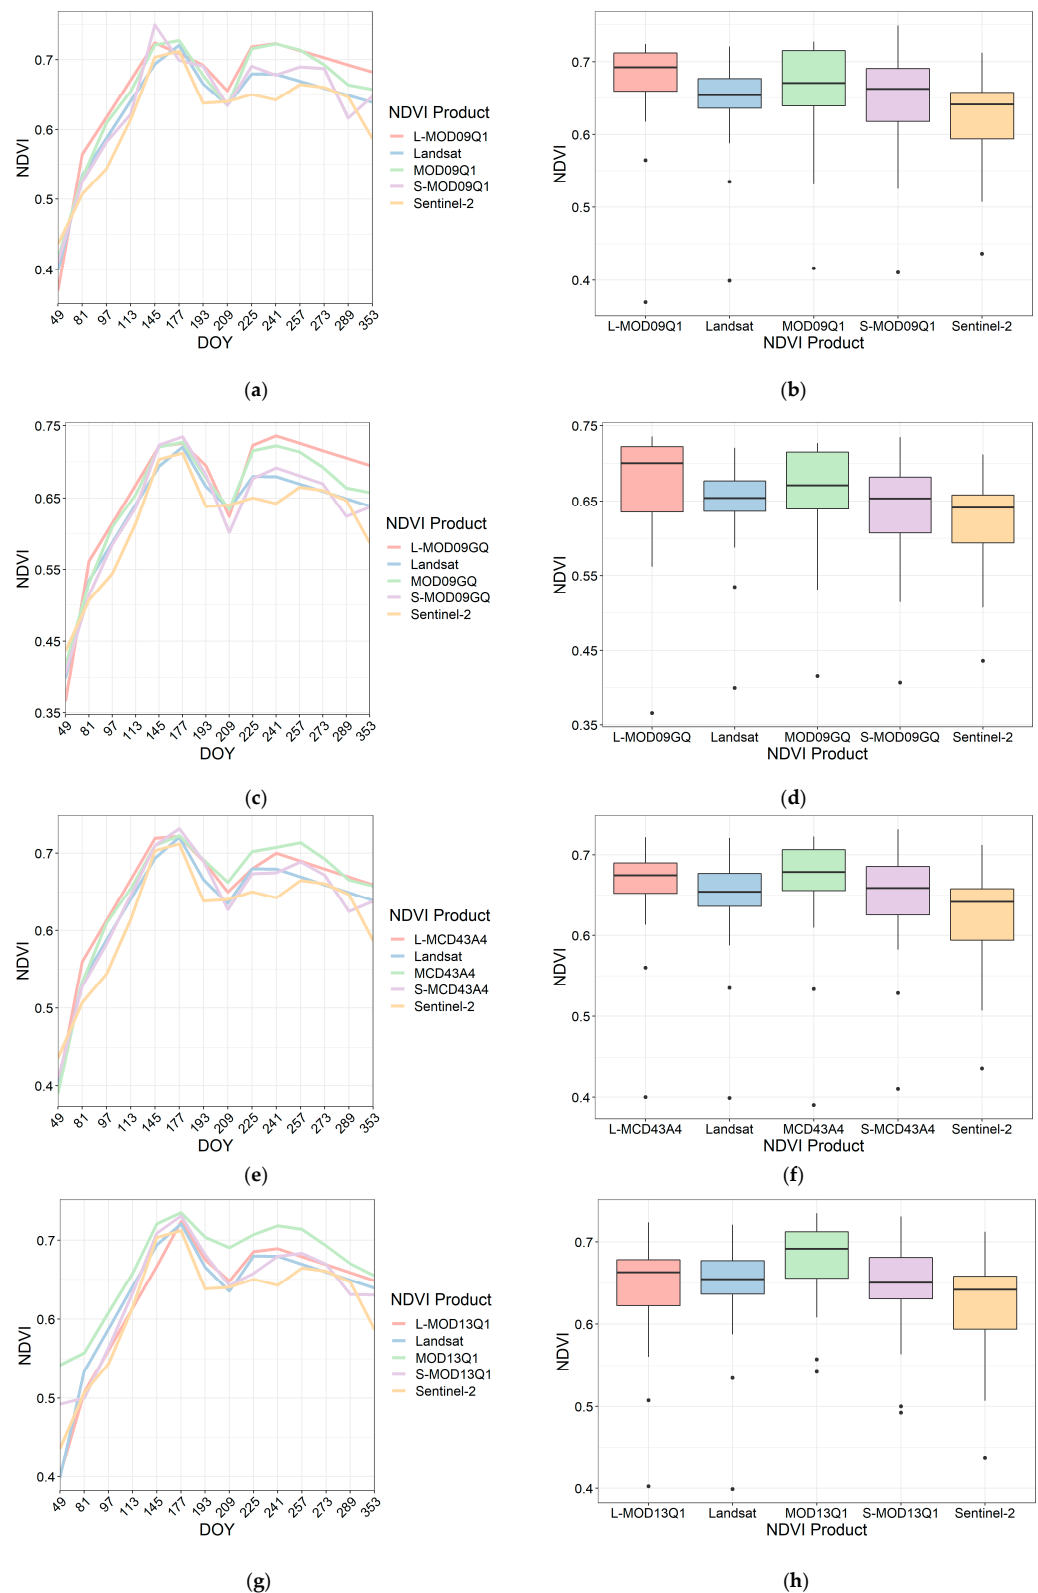 0.7
0.6
0.5
0.4
NDVI
49 81 97 113 145 177 193 209 225 241 257 273 289 353
DOY
NDVI Product
L-MOD09Q1
Landsat
MOD09Q1
S-MOD09Q1
Sentinel-2
(a)
0.7
0.6
0.5
0.4
NDVI
L-MOD09Q1 Landsat MOD09Q1 S-MOD09Q1 Sentinel-2
NDVI Product
(b)
0.75
0.65
0.55
0.45
0.35
NDVI
49 81 97 113 145 177 193 209 225 241 257 273 289 353
DOY
NDVI Product
L-MOD09GQ
Landsat
MOD09GQ
S-MOD09GQ
Sentinel-2
(c)
0.75
0.65
0.55
0.45
0.35
NDVI
L-MOD09GQ Landsat MOD09GQ S-MOD09GQ Sentinel-2
NDVI Product
(d)
0.7
0.6
0.5
0.4
NDVI
49 81 97 113 145 177 193 209 225 241 257 273 289 353
DOY
NDVI Product
L-MCD43A4
Landsat
MCD43A4
S-MCD43A4
Sentinel-2
(e)
0.7
0.6
0.5
0.4
NDVI
L-MCD43A4 Landsat MCD43A4 S-MCD43A4 Sentinel-2
NDVI Product
(f)
0.7
0.6
0.5
0.4
NDVI
49 81 97 113 145 177 193 209 225 241 257 273 289 353
DOY
NDVI Product
L-MOD13Q1
Landsat
MOD13Q1
S-MOD13Q1
Sentinel-2
(g)
0.7
0.6
0.5
0.4
NDVI
L-MOD13Q1 Landsat MOD13Q1 S-MOD13Q1 Sentinel-2
NDVI Product
(h)